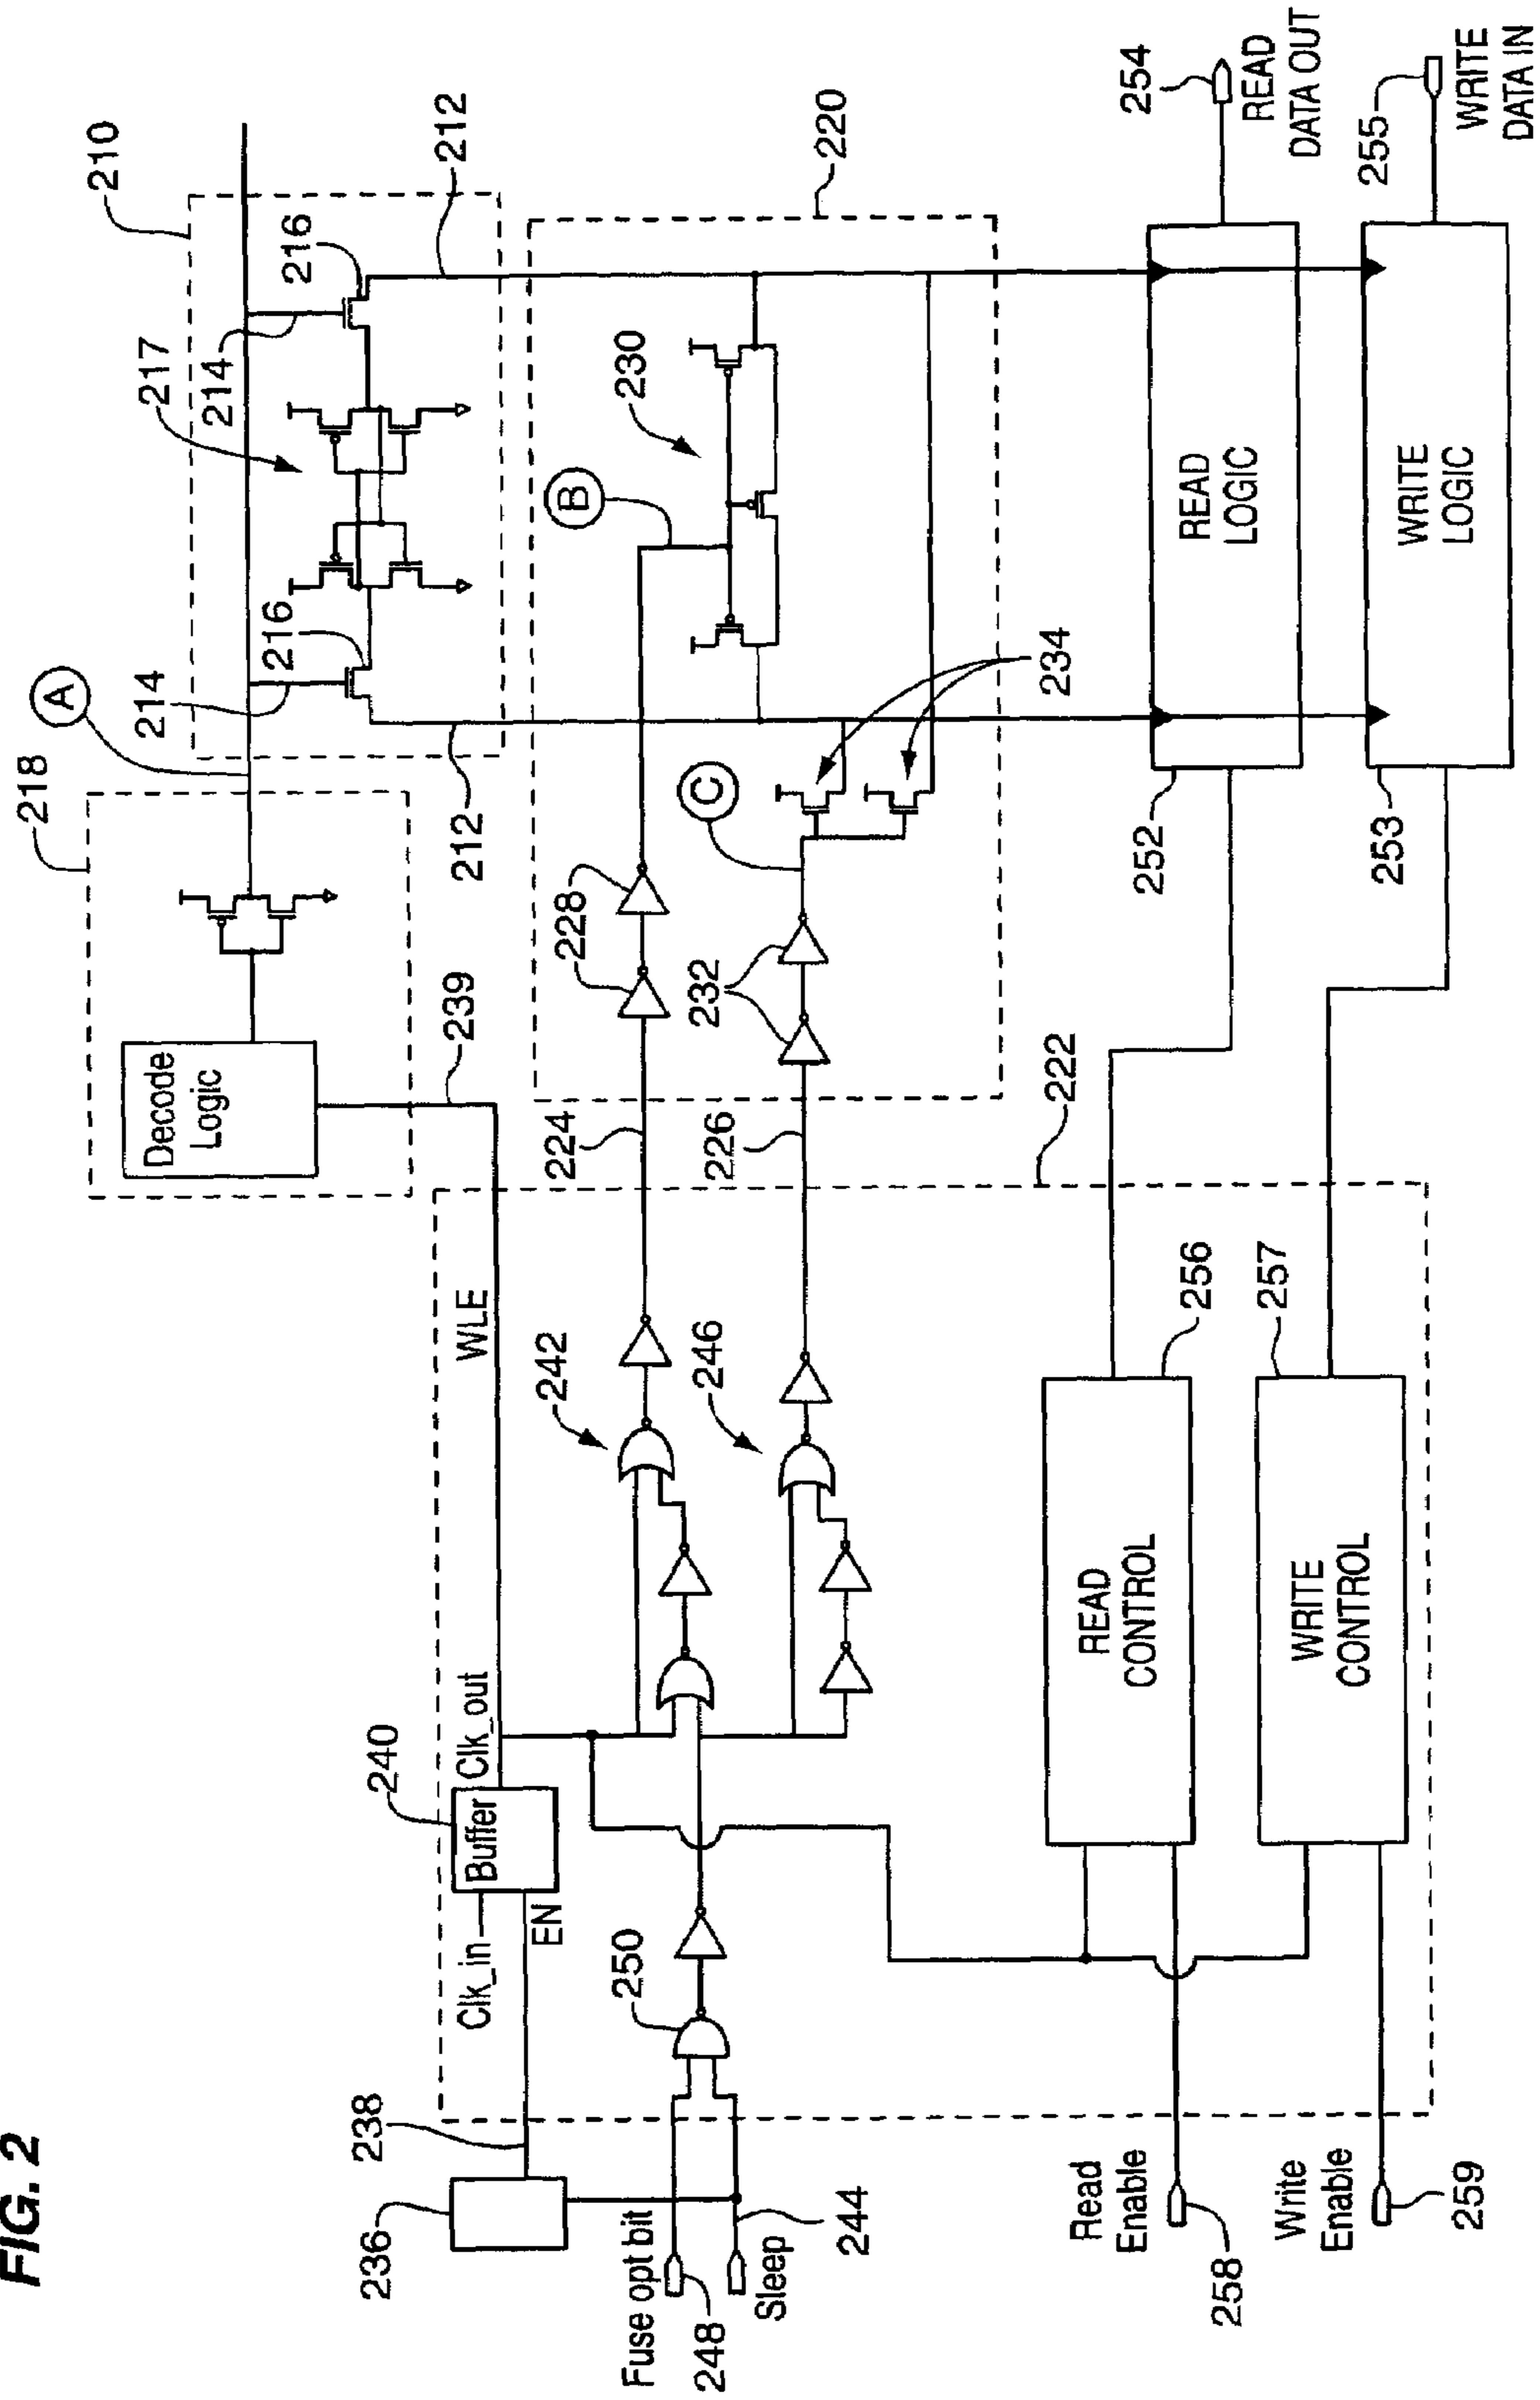 FIG. 2
210
218
A
214
216
217
214
216
212
212
220
Decode
Logic
239
228
B
230
224
232
C
234
226
222
WLE
236
238
Clk_in
EN
240
Buffer
Clk_out
242
246
250
Fuse opt bit
248
Sleep
244
READ
CONTROL
256
WRITE
CONTROL
257
252
READ
LOGIC
253
WRITE
LOGIC
254
READ
DATA OUT
255
WRITE
DATA IN
Read
Enable
258
Write
Enable
259